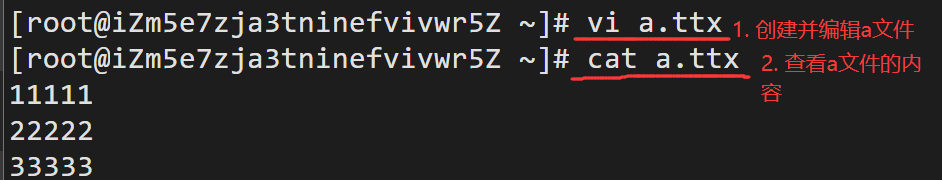 [root@iZm5e7zja3tninefvivwr5Z ~]# vi a.ttx 1. 创建并编辑a文件
[root@iZm5e7zja3tninefvivwr5Z ~]# cat a.ttx 2. 查看a文件的内
容
11111
22222
33333